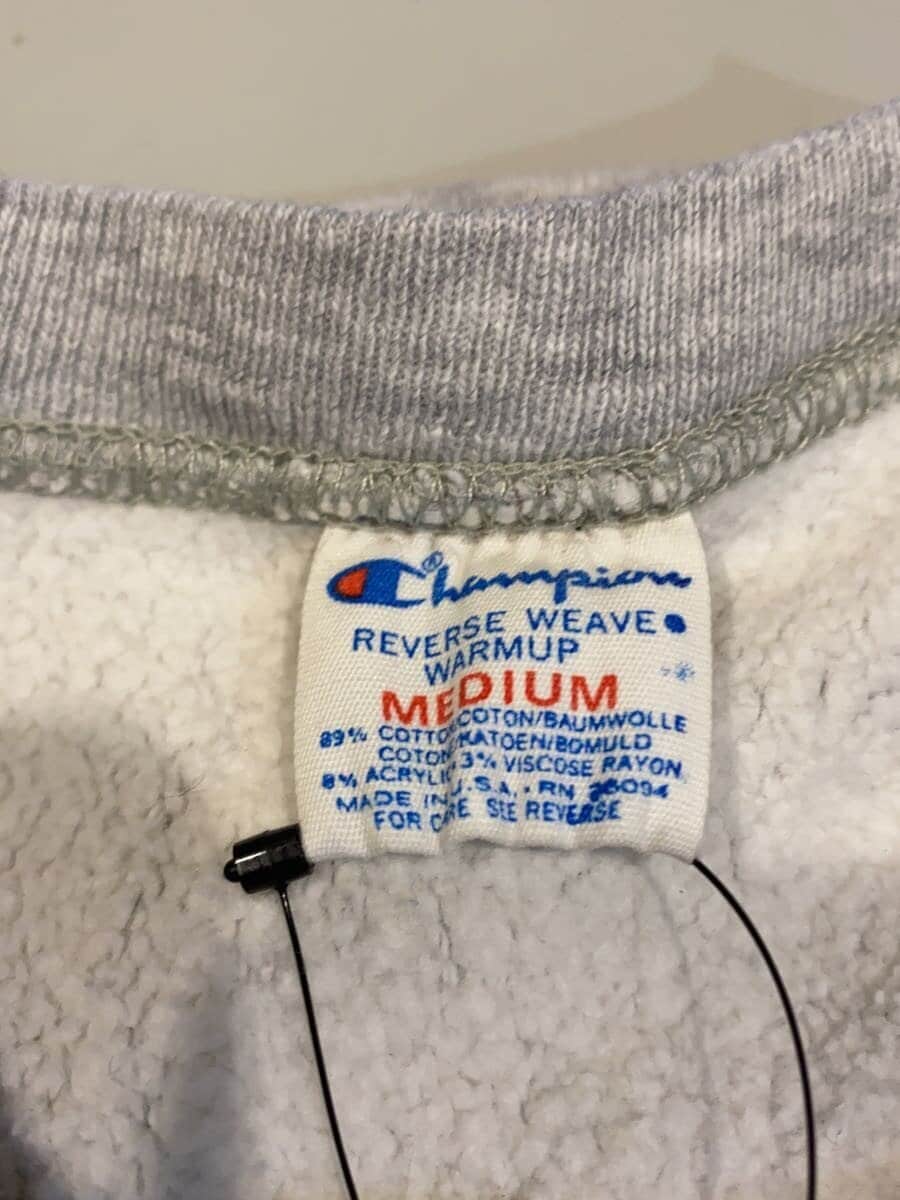 Champion®
REVERSE WEAVE
WARMUP
MEDIUM
89% COTTON COTON/BAUMWOLLE
COTON KATOEN/BOMULD
8% ACRYLIC 3% VISCOSE RAYON
MADE IN U.S.A. · RN 26094
FOR CARE SEE REVERSE